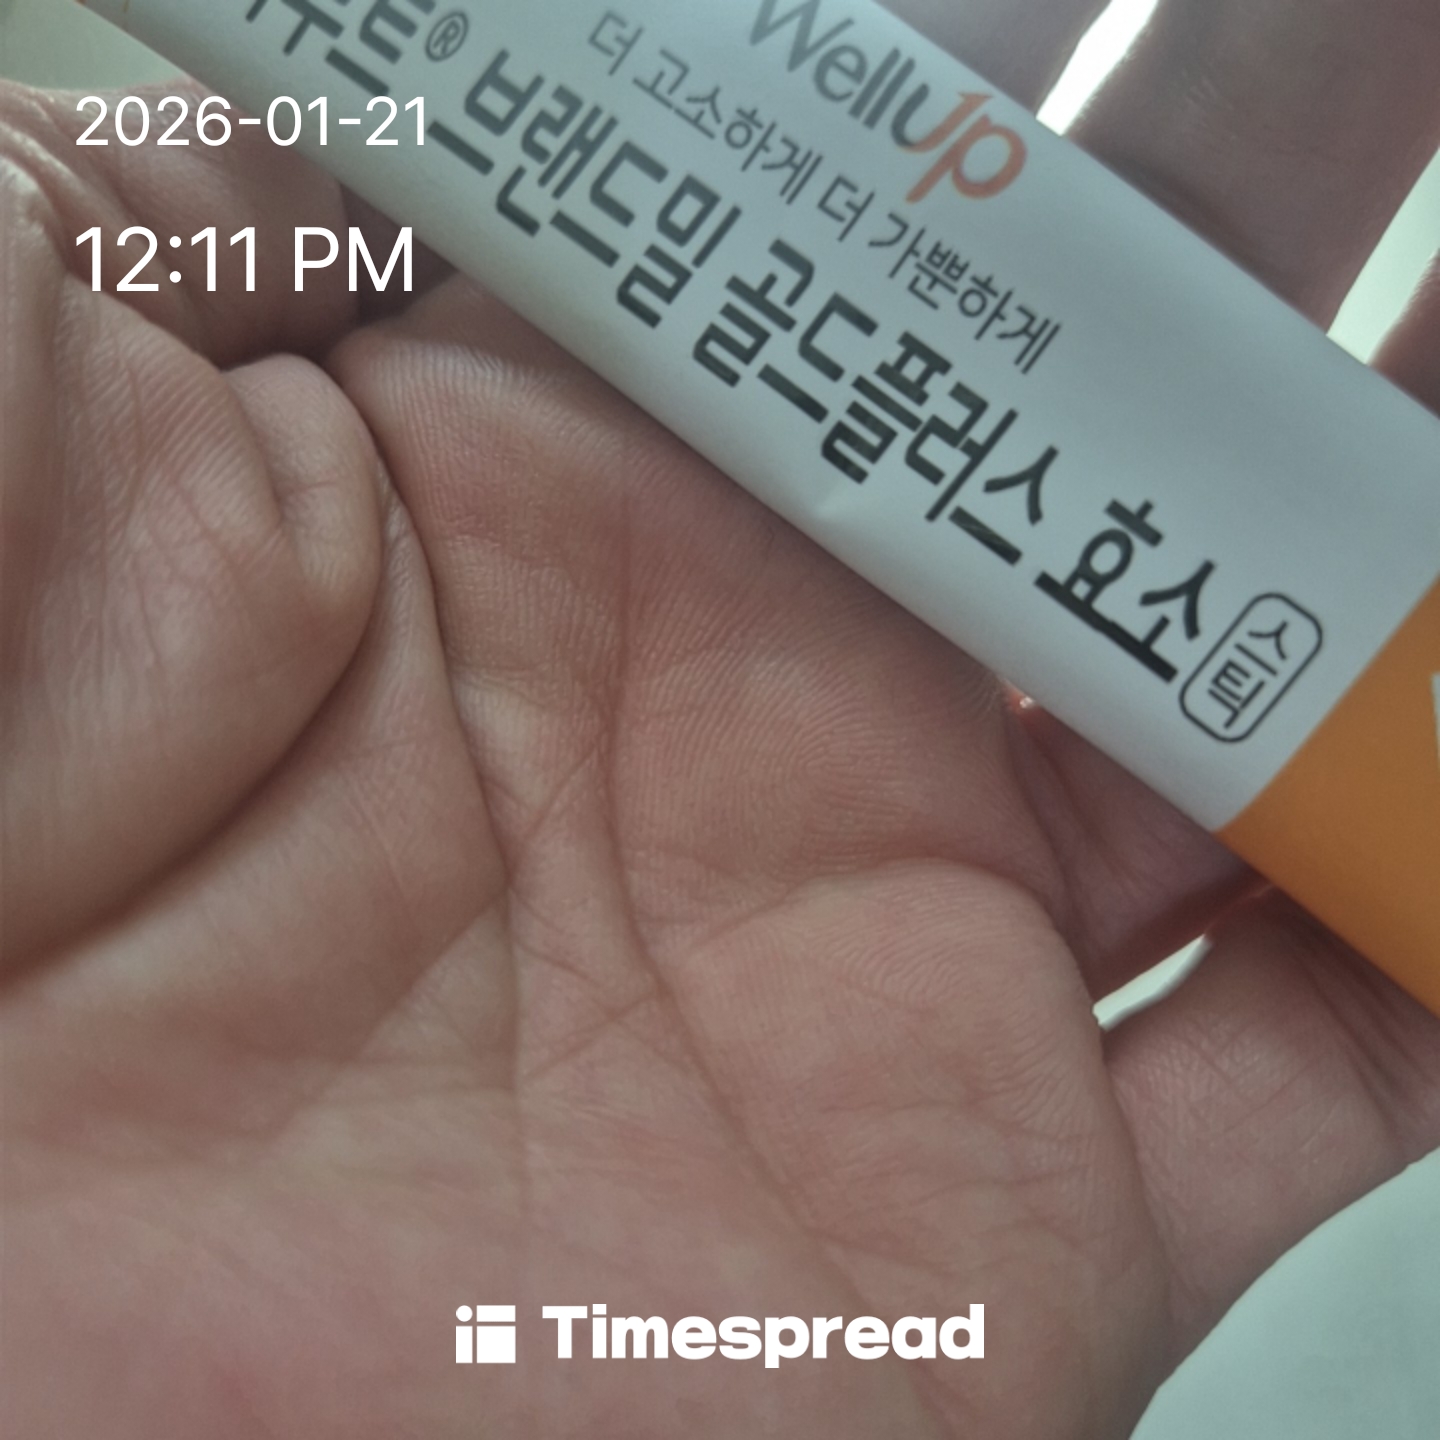 2026-01-21
12:11 PM
WellUp
더 고소하게 더 가뿐하게
브랜드밀 골드플러스 효소
스틱
Timespread